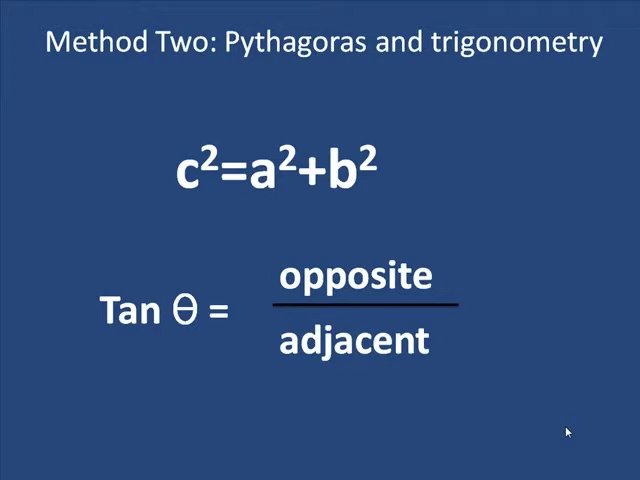 Method Two: Pythagoras and trigonometry
c²=a²+b²
opposite
Tan Θ =
adjacent